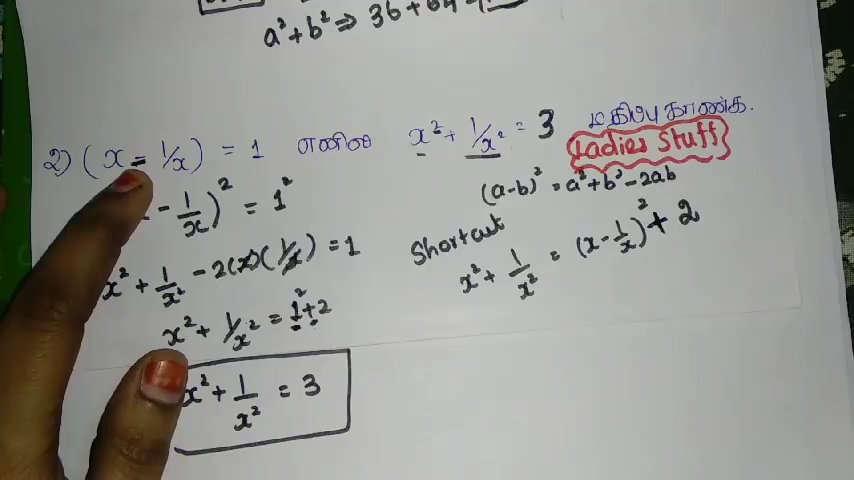 a² + b² ⇒ 36 + 64
2) (x - 1/x) = 1 எனில் x² + 1/x² = 3 மதிப்பு காண்க.
Ladies Stuff
- 1/x)² = 1²
(a-b)² = a² + b² - 2ab
x² + 1/x² - 2(x)(1/x) = 1
Shortcut
x² + 1/x² = (x - 1/x)² + 2
x² + 1/x² = 1² + 2
x² + 1/x² = 3